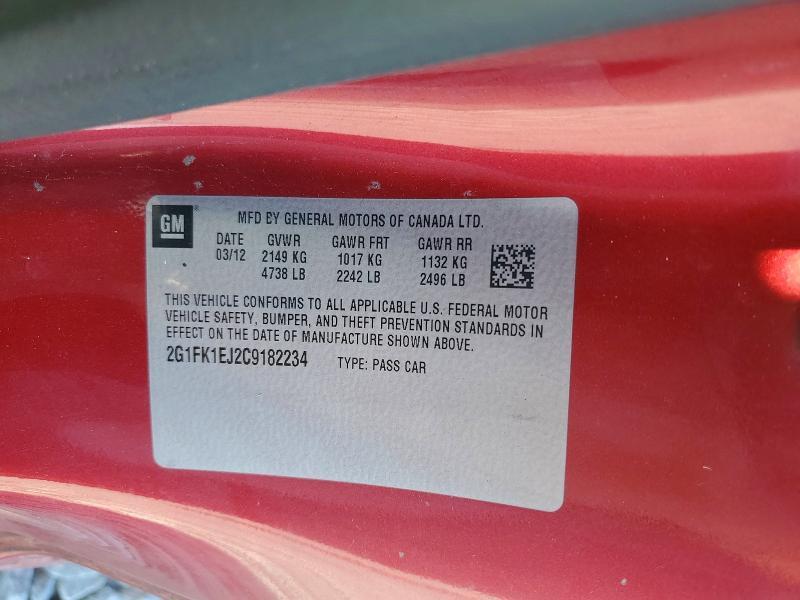 GM
MFD BY GENERAL MOTORS OF CANADA LTD.
DATE GVWR GAWR FRT GAWR RR
03/12 2149 KG 1017 KG 1132 KG
4738 LB 2242 LB 2496 LB
THIS VEHICLE CONFORMS TO ALL APPLICABLE U.S. FEDERAL MOTOR
VEHICLE SAFETY, BUMPER, AND THEFT PREVENTION STANDARDS IN
EFFECT ON THE DATE OF MANUFACTURE SHOWN ABOVE.
2G1FK1EJ2C9182234 TYPE: PASS CAR